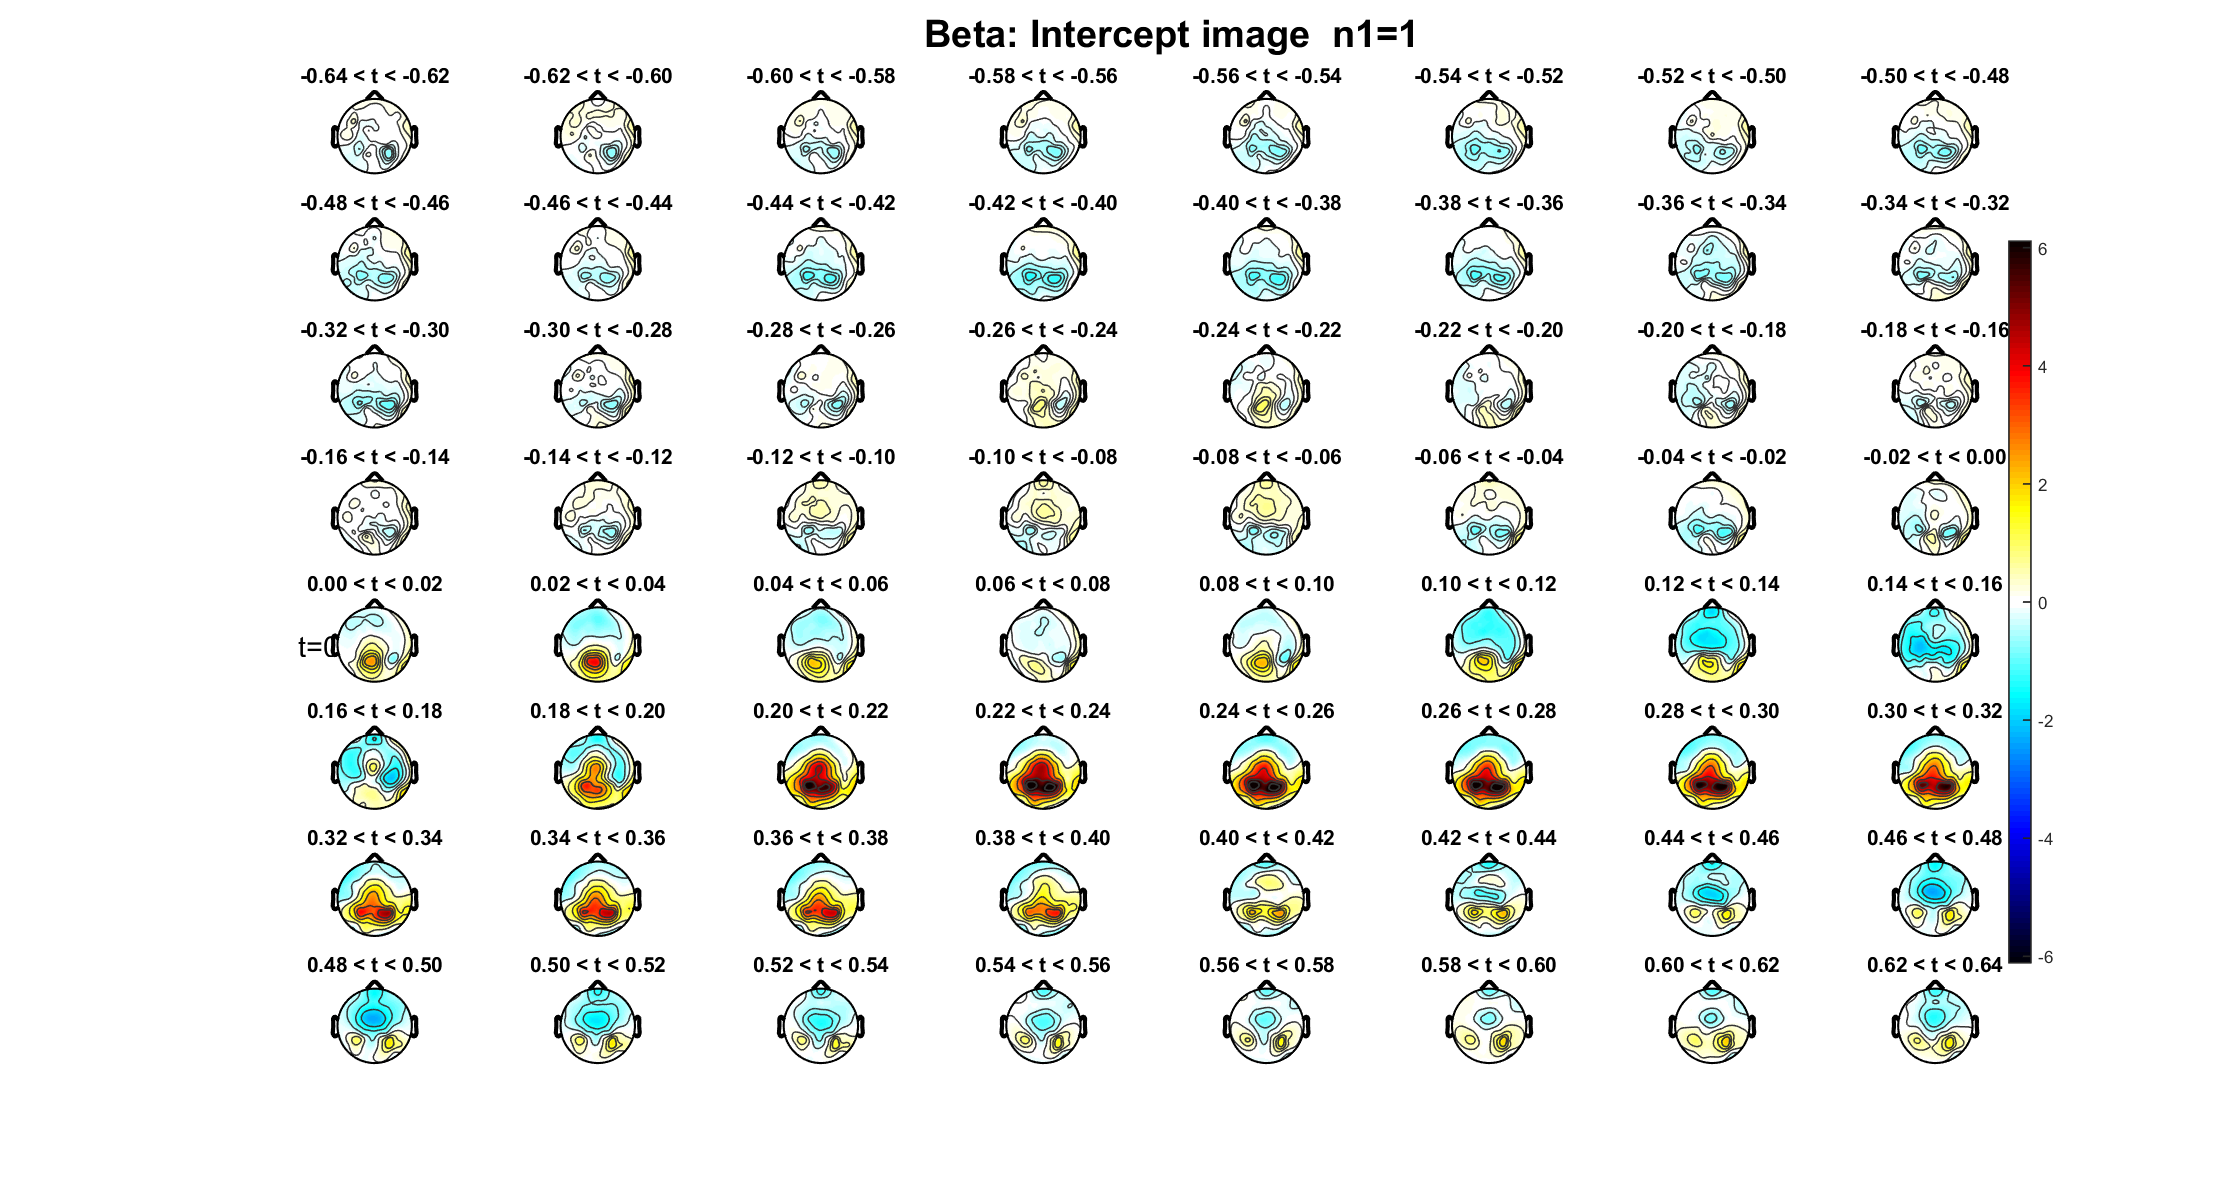 Beta: Intercept image  n1=1
-0.64 < t < -0.62 -0.62 < t < -0.60 -0.60 < t < -0.58 -0.58 < t < -0.56 -0.56 < t < -0.54 -0.54 < t < -0.52 -0.52 < t < -0.50 -0.50 < t < -0.48
-0.48 < t < -0.46 -0.46 < t < -0.44 -0.44 < t < -0.42 -0.42 < t < -0.40 -0.40 < t < -0.38 -0.38 < t < -0.36 -0.36 < t < -0.34 -0.34 < t < -0.32
6
-0.32 < t < -0.30 -0.30 < t < -0.28 -0.28 < t < -0.26 -0.26 < t < -0.24 -0.24 < t < -0.22 -0.22 < t < -0.20 -0.20 < t < -0.18 -0.18 < t < -0.16
4
-0.16 < t < -0.14 -0.14 < t < -0.12 -0.12 < t < -0.10 -0.10 < t < -0.08 -0.08 < t < -0.06 -0.06 < t < -0.04 -0.04 < t < -0.02 -0.02 < t < 0.00
2
0.00 < t < 0.02 0.02 < t < 0.04 0.04 < t < 0.06 0.06 < t < 0.08 0.08 < t < 0.10 0.10 < t < 0.12 0.12 < t < 0.14 0.14 < t < 0.16
0
t=0
0.16 < t < 0.18 0.18 < t < 0.20 0.20 < t < 0.22 0.22 < t < 0.24 0.24 < t < 0.26 0.26 < t < 0.28 0.28 < t < 0.30 0.30 < t < 0.32
-2
0.32 < t < 0.34 0.34 < t < 0.36 0.36 < t < 0.38 0.38 < t < 0.40 0.40 < t < 0.42 0.42 < t < 0.44 0.44 < t < 0.46 0.46 < t < 0.48
-4
0.48 < t < 0.50 0.50 < t < 0.52 0.52 < t < 0.54 0.54 < t < 0.56 0.56 < t < 0.58 0.58 < t < 0.60 0.60 < t < 0.62 0.62 < t < 0.64
-6